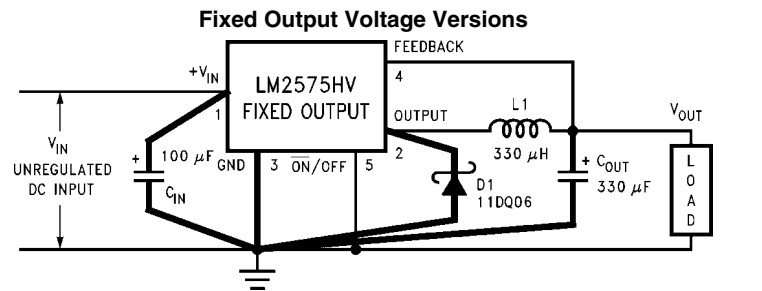 Fixed Output Voltage Versions
FEEDBACK
+VIN
4
LM2575HV
FIXED OUTPUT
1
OUTPUT
L1
VOUT
2
330 μH
VIN
UNREGULATED
DC INPUT
+
100 μF
CIN
GND
3
ON/OFF
5
D1
11DQ06
+
COUT
330 μF
LOAD